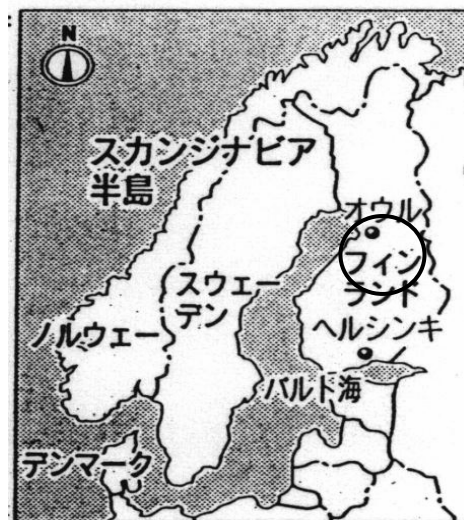 N
スカンジナビア
半島
オウル
フィン
ランド
スウェー
デン
ノルウェー
ヘルシンキ
バルト海
デンマーク